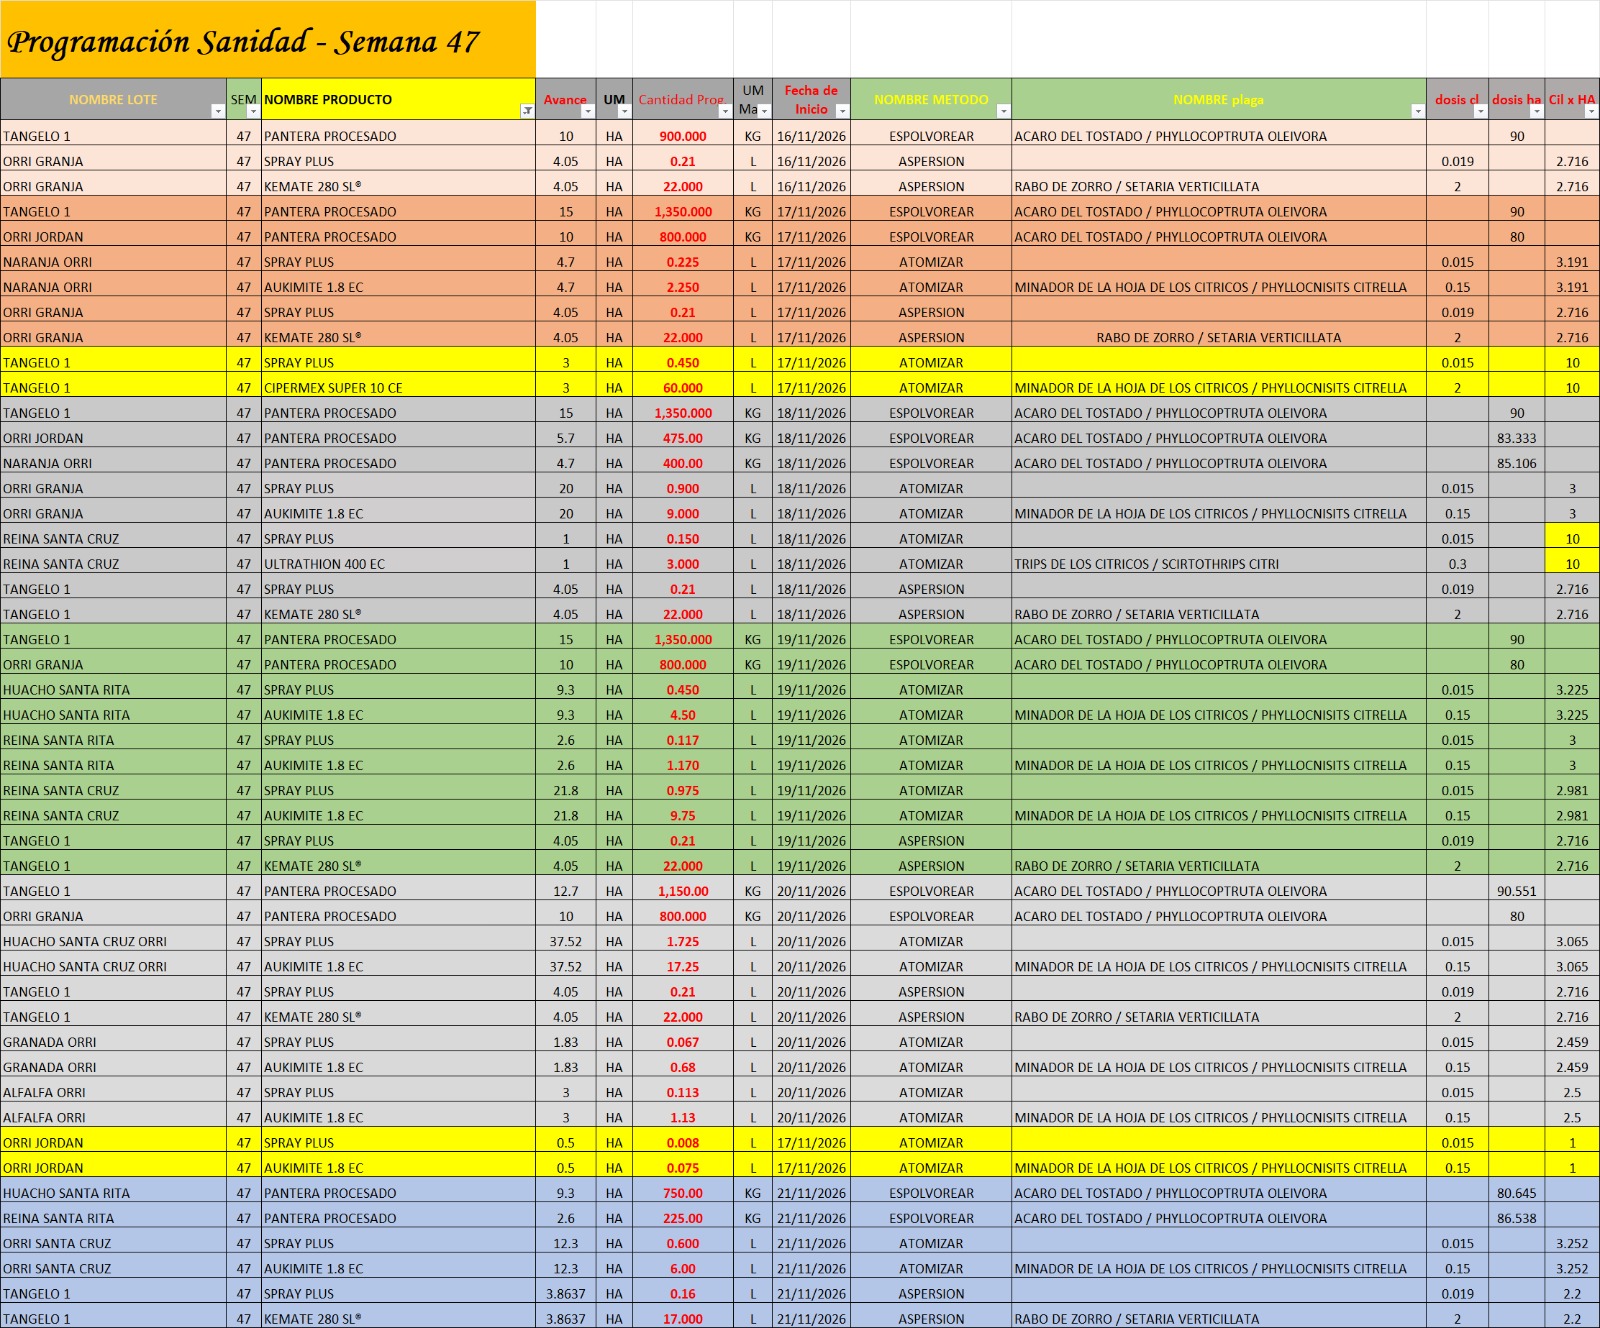 Programación Sanidad - Semana 47
NOMBRE LOTE SEM NOMBRE PRODUCTO Avance UM Cantidad Prog. UM Ma Fecha de Inicio NOMBRE METODO NOMBRE plaga dosis cl dosis ha Cil x HA
TANGELO 1 47 PANTERA PROCESADO 10 HA 900.000 KG 16/11/2026 ESPOLVOREAR ACARO DEL TOSTADO / PHYLLOCOPTRUTA OLEIVORA 90
ORRI GRANJA 47 SPRAY PLUS 4.05 HA 0.21 L 16/11/2026 ASPERSION 0.019 2.716
ORRI GRANJA 47 KEMATE 280 SL® 4.05 HA 22.000 L 16/11/2026 ASPERSION RABO DE ZORRO / SETARIA VERTICILLATA 2 2.716
TANGELO 1 47 PANTERA PROCESADO 15 HA 1,350.000 KG 17/11/2026 ESPOLVOREAR ACARO DEL TOSTADO / PHYLLOCOPTRUTA OLEIVORA 90
ORRI JORDAN 47 PANTERA PROCESADO 10 HA 800.000 KG 17/11/2026 ESPOLVOREAR ACARO DEL TOSTADO / PHYLLOCOPTRUTA OLEIVORA 80
NARANJA ORRI 47 SPRAY PLUS 4.7 HA 0.225 L 17/11/2026 ATOMIZAR 0.015 3.191
NARANJA ORRI 47 AUKIMITE 1.8 EC 4.7 HA 2.250 L 17/11/2026 ATOMIZAR MINADOR DE LA HOJA DE LOS CITRICOS / PHYLLOCNISITS CITRELLA 0.15 3.191
ORRI GRANJA 47 SPRAY PLUS 4.05 HA 0.21 L 17/11/2026 ASPERSION 0.019 2.716
ORRI GRANJA 47 KEMATE 280 SL® 4.05 HA 22.000 L 17/11/2026 ASPERSION RABO DE ZORRO / SETARIA VERTICILLATA 2 2.716
TANGELO 1 47 SPRAY PLUS 3 HA 0.450 L 17/11/2026 ATOMIZAR 0.015 10
TANGELO 1 47 CIPERMEX SUPER 10 CE 3 HA 60.000 L 17/11/2026 ATOMIZAR MINADOR DE LA HOJA DE LOS CITRICOS / PHYLLOCNISITS CITRELLA 2 10
TANGELO 1 47 PANTERA PROCESADO 15 HA 1,350.000 KG 18/11/2026 ESPOLVOREAR ACARO DEL TOSTADO / PHYLLOCOPTRUTA OLEIVORA 90
ORRI JORDAN 47 PANTERA PROCESADO 5.7 HA 475.00 KG 18/11/2026 ESPOLVOREAR ACARO DEL TOSTADO / PHYLLOCOPTRUTA OLEIVORA 83.333
NARANJA ORRI 47 PANTERA PROCESADO 4.7 HA 400.00 KG 18/11/2026 ESPOLVOREAR ACARO DEL TOSTADO / PHYLLOCOPTRUTA OLEIVORA 85.106
ORRI GRANJA 47 SPRAY PLUS 20 HA 0.900 L 18/11/2026 ATOMIZAR 0.015 3
ORRI GRANJA 47 AUKIMITE 1.8 EC 20 HA 9.000 L 18/11/2026 ATOMIZAR MINADOR DE LA HOJA DE LOS CITRICOS / PHYLLOCNISITS CITRELLA 0.15 3
REINA SANTA CRUZ 47 SPRAY PLUS 1 HA 0.150 L 18/11/2026 ATOMIZAR 0.015 10
REINA SANTA CRUZ 47 ULTRATHION 400 EC 1 HA 3.000 L 18/11/2026 ATOMIZAR TRIPS DE LOS CITRICOS / SCIRTOTHRIPS CITRI 0.3 10
TANGELO 1 47 SPRAY PLUS 4.05 HA 0.21 L 18/11/2026 ASPERSION 0.019 2.716
TANGELO 1 47 KEMATE 280 SL® 4.05 HA 22.000 L 18/11/2026 ASPERSION RABO DE ZORRO / SETARIA VERTICILLATA 2 2.716
TANGELO 1 47 PANTERA PROCESADO 15 HA 1,350.000 KG 19/11/2026 ESPOLVOREAR ACARO DEL TOSTADO / PHYLLOCOPTRUTA OLEIVORA 90
ORRI GRANJA 47 PANTERA PROCESADO 10 HA 800.000 KG 19/11/2026 ESPOLVOREAR ACARO DEL TOSTADO / PHYLLOCOPTRUTA OLEIVORA 80
HUACHO SANTA RITA 47 SPRAY PLUS 9.3 HA 0.450 L 19/11/2026 ATOMIZAR 0.015 3.225
HUACHO SANTA RITA 47 AUKIMITE 1.8 EC 9.3 HA 4.50 L 19/11/2026 ATOMIZAR MINADOR DE LA HOJA DE LOS CITRICOS / PHYLLOCNISITS CITRELLA 0.15 3.225
REINA SANTA RITA 47 SPRAY PLUS 2.6 HA 0.117 L 19/11/2026 ATOMIZAR 0.015 3
REINA SANTA RITA 47 AUKIMITE 1.8 EC 2.6 HA 1.170 L 19/11/2026 ATOMIZAR MINADOR DE LA HOJA DE LOS CITRICOS / PHYLLOCNISITS CITRELLA 0.15 3
REINA SANTA CRUZ 47 SPRAY PLUS 21.8 HA 0.975 L 19/11/2026 ATOMIZAR 0.015 2.981
REINA SANTA CRUZ 47 AUKIMITE 1.8 EC 21.8 HA 9.75 L 19/11/2026 ATOMIZAR MINADOR DE LA HOJA DE LOS CITRICOS / PHYLLOCNISITS CITRELLA 0.15 2.981
TANGELO 1 47 SPRAY PLUS 4.05 HA 0.21 L 19/11/2026 ASPERSION 0.019 2.716
TANGELO 1 47 KEMATE 280 SL® 4.05 HA 22.000 L 19/11/2026 ASPERSION RABO DE ZORRO / SETARIA VERTICILLATA 2 2.716
TANGELO 1 47 PANTERA PROCESADO 12.7 HA 1,150.00 KG 20/11/2026 ESPOLVOREAR ACARO DEL TOSTADO / PHYLLOCOPTRUTA OLEIVORA 90.551
ORRI GRANJA 47 PANTERA PROCESADO 10 HA 800.000 KG 20/11/2026 ESPOLVOREAR ACARO DEL TOSTADO / PHYLLOCOPTRUTA OLEIVORA 80
HUACHO SANTA CRUZ ORRI 47 SPRAY PLUS 37.52 HA 1.725 L 20/11/2026 ATOMIZAR 0.015 3.065
HUACHO SANTA CRUZ ORRI 47 AUKIMITE 1.8 EC 37.52 HA 17.25 L 20/11/2026 ATOMIZAR MINADOR DE LA HOJA DE LOS CITRICOS / PHYLLOCNISITS CITRELLA 0.15 3.065
TANGELO 1 47 SPRAY PLUS 4.05 HA 0.21 L 20/11/2026 ASPERSION 0.019 2.716
TANGELO 1 47 KEMATE 280 SL® 4.05 HA 22.000 L 20/11/2026 ASPERSION RABO DE ZORRO / SETARIA VERTICILLATA 2 2.716
GRANADA ORRI 47 SPRAY PLUS 1.83 HA 0.067 L 20/11/2026 ATOMIZAR 0.015 2.459
GRANADA ORRI 47 AUKIMITE 1.8 EC 1.83 HA 0.68 L 20/11/2026 ATOMIZAR MINADOR DE LA HOJA DE LOS CITRICOS / PHYLLOCNISITS CITRELLA 0.15 2.459
ALFALFA ORRI 47 SPRAY PLUS 3 HA 0.113 L 20/11/2026 ATOMIZAR 0.015 2.5
ALFALFA ORRI 47 AUKIMITE 1.8 EC 3 HA 1.13 L 20/11/2026 ATOMIZAR MINADOR DE LA HOJA DE LOS CITRICOS / PHYLLOCNISITS CITRELLA 0.15 2.5
ORRI JORDAN 47 SPRAY PLUS 0.5 HA 0.008 L 17/11/2026 ATOMIZAR 0.015 1
ORRI JORDAN 47 AUKIMITE 1.8 EC 0.5 HA 0.075 L 17/11/2026 ATOMIZAR MINADOR DE LA HOJA DE LOS CITRICOS / PHYLLOCNISITS CITRELLA 0.15 1
HUACHO SANTA RITA 47 PANTERA PROCESADO 9.3 HA 750.00 KG 21/11/2026 ESPOLVOREAR ACARO DEL TOSTADO / PHYLLOCOPTRUTA OLEIVORA 80.645
REINA SANTA RITA 47 PANTERA PROCESADO 2.6 HA 225.00 KG 21/11/2026 ESPOLVOREAR ACARO DEL TOSTADO / PHYLLOCOPTRUTA OLEIVORA 86.538
ORRI SANTA CRUZ 47 SPRAY PLUS 12.3 HA 0.600 L 21/11/2026 ATOMIZAR 0.015 3.252
ORRI SANTA CRUZ 47 AUKIMITE 1.8 EC 12.3 HA 6.00 L 21/11/2026 ATOMIZAR MINADOR DE LA HOJA DE LOS CITRICOS / PHYLLOCNISITS CITRELLA 0.15 3.252
TANGELO 1 47 SPRAY PLUS 3.8637 HA 0.16 L 21/11/2026 ASPERSION 0.019 2.2
TANGELO 1 47 KEMATE 280 SL® 3.8637 HA 17.000 L 21/11/2026 ASPERSION RABO DE ZORRO / SETARIA VERTICILLATA 2 2.2